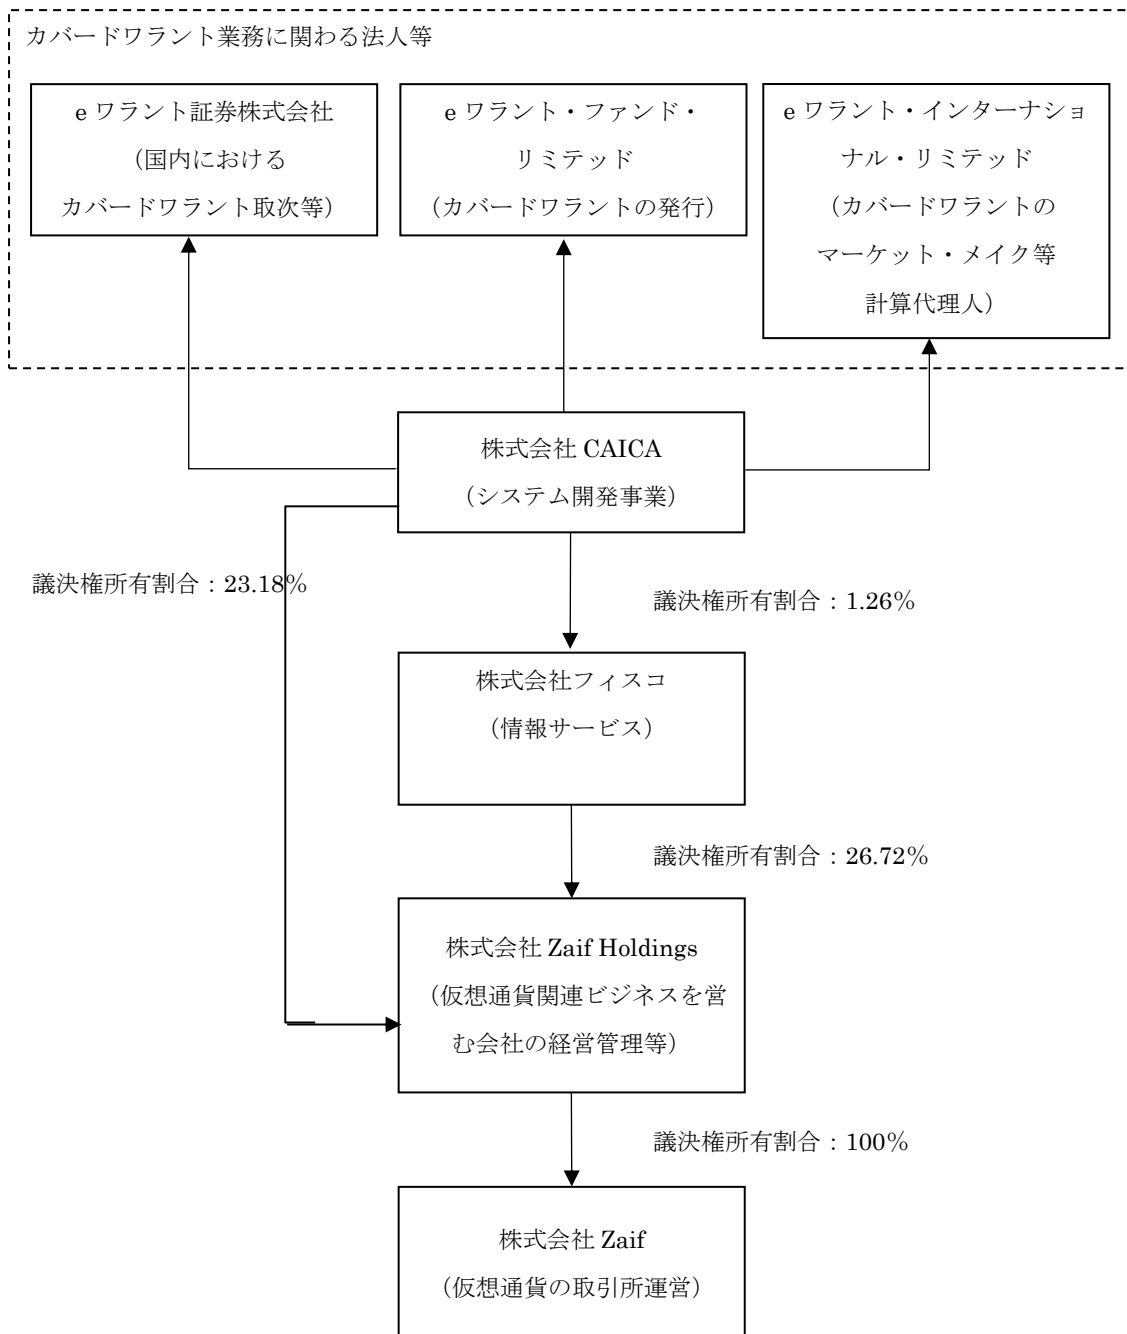 カバードワラント業務に関わる法人等
e ワラント証券株式会社
（国内における
カバードワラント取次等）
e ワラント・ファンド・
リミテッド
（カバードワラントの発行）
e ワラント・インターナショ
ナル・リミテッド
（カバードワラントの
マーケット・メイク等
計算代理人）
株式会社 CAICA
（システム開発事業）
議決権所有割合：23.18％
議決権所有割合：1.26％
株式会社フィスコ
（情報サービス）
議決権所有割合：26.72％
株式会社 Zaif Holdings
（仮想通貨関連ビジネスを営
む会社の経営管理等）
議決権所有割合：100％
株式会社 Zaif
（仮想通貨の取引所運営）